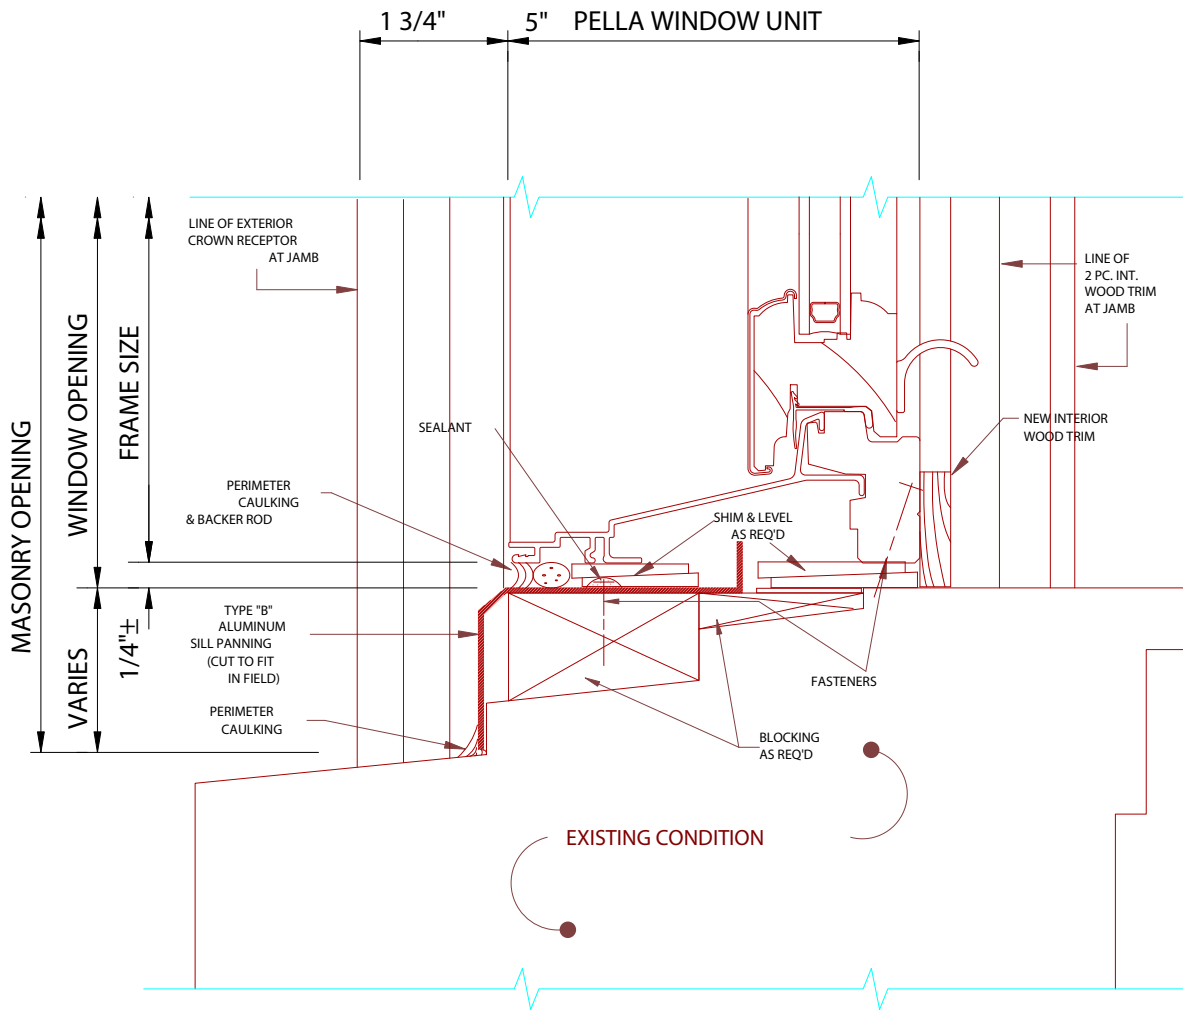 1 3/4"
5" PELLA WINDOW UNIT
LINE OF EXTERIOR
CROWN RECEPTOR
AT JAMB
LINE OF
2 PC. INT.
WOOD TRIM
AT JAMB
MASONRY OPENING
WINDOW OPENING
FRAME SIZE
SEALANT
NEW INTERIOR
WOOD TRIM
PERIMETER
CAULKING
& BACKER ROD
SHIM & LEVEL
AS REQ'D
TYPE "B"
ALUMINUM
SILL PANNING
(CUT TO FIT
IN FIELD)
1/4"±
VARIES
FASTENERS
PERIMETER
CAULKING
BLOCKING
AS REQ'D
EXISTING CONDITION